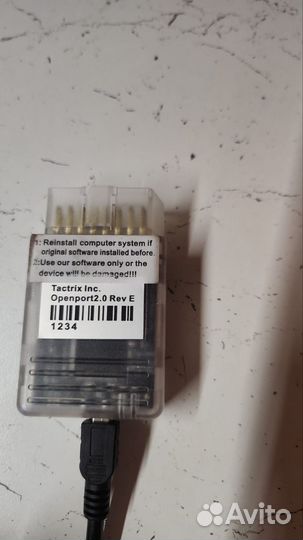 1: Reinstall computer system if
original software installed before.
2:Use our software only or the
device will be damaged!!!
Tactrix Inc.
Openport2.0 Rev E
1234
Avito